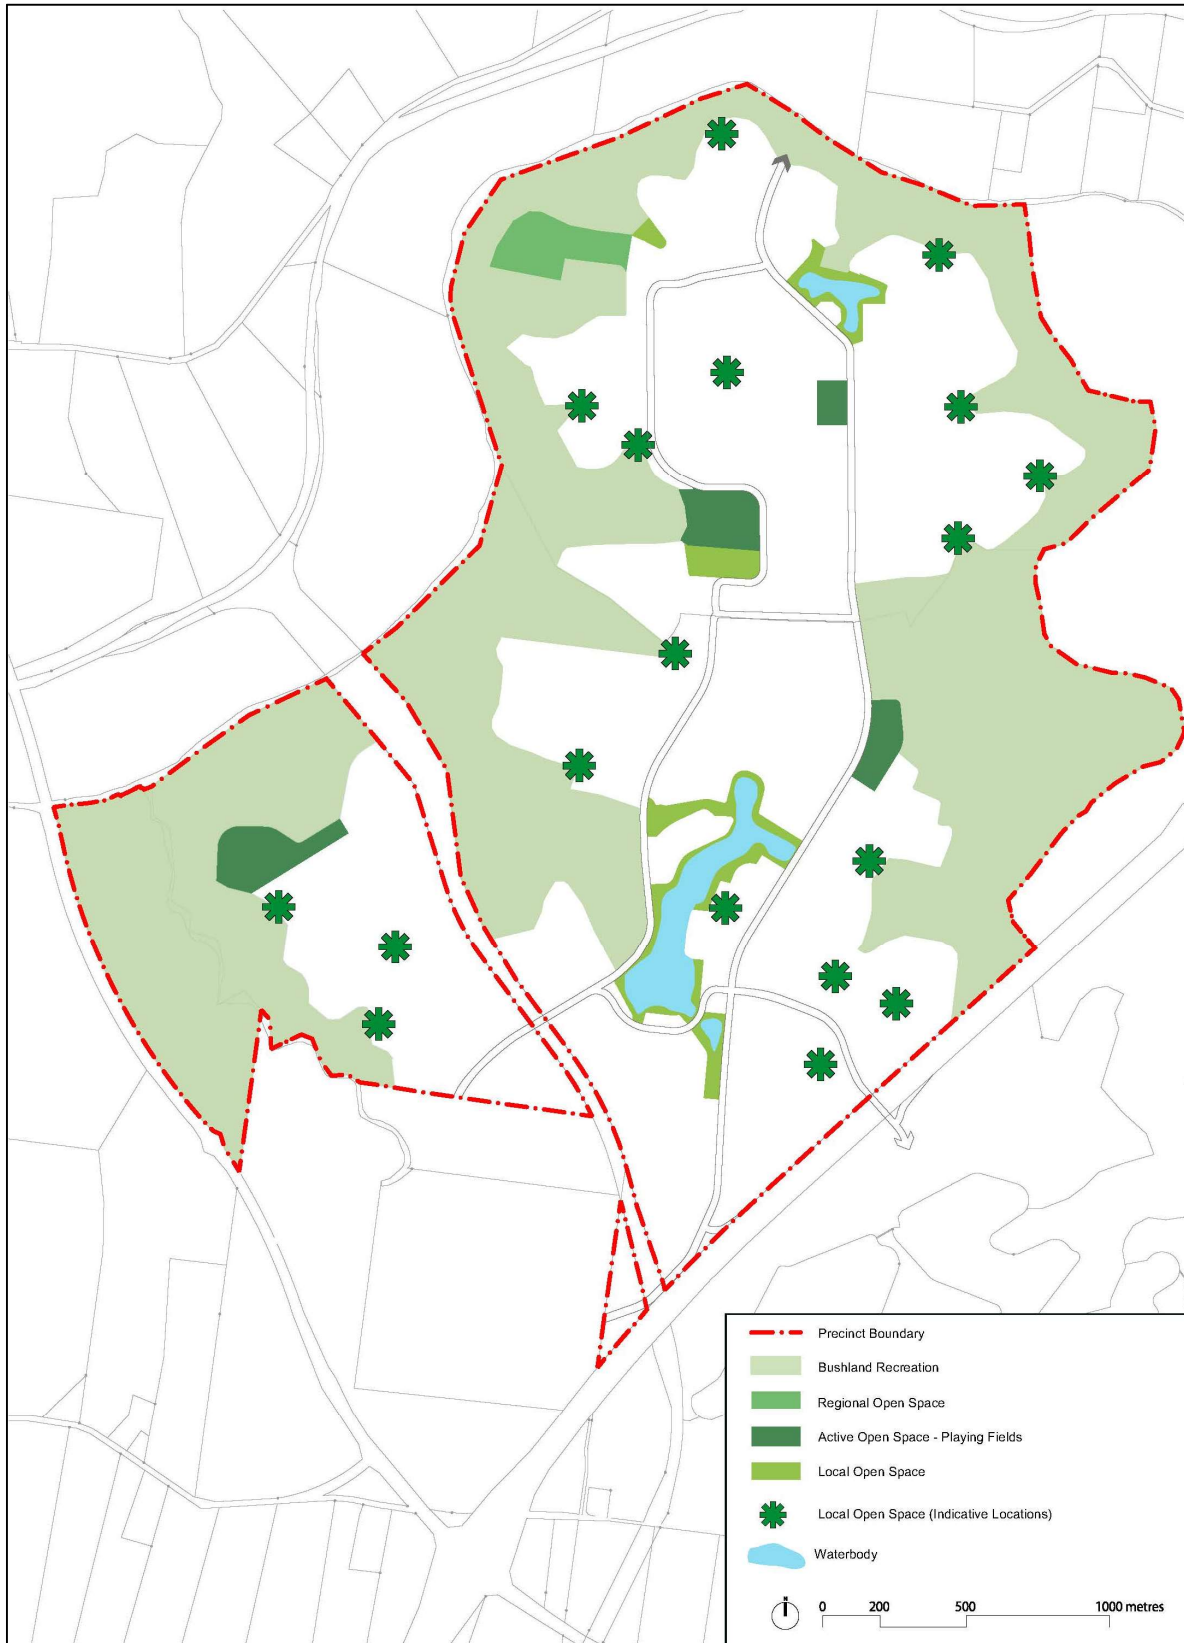 Precinct Boundary
Bushland Recreation
Regional Open Space
Active Open Space - Playing Fields
Local Open Space
Local Open Space (Indicative Locations)
Waterbody
N
0 200 500 1000 metres